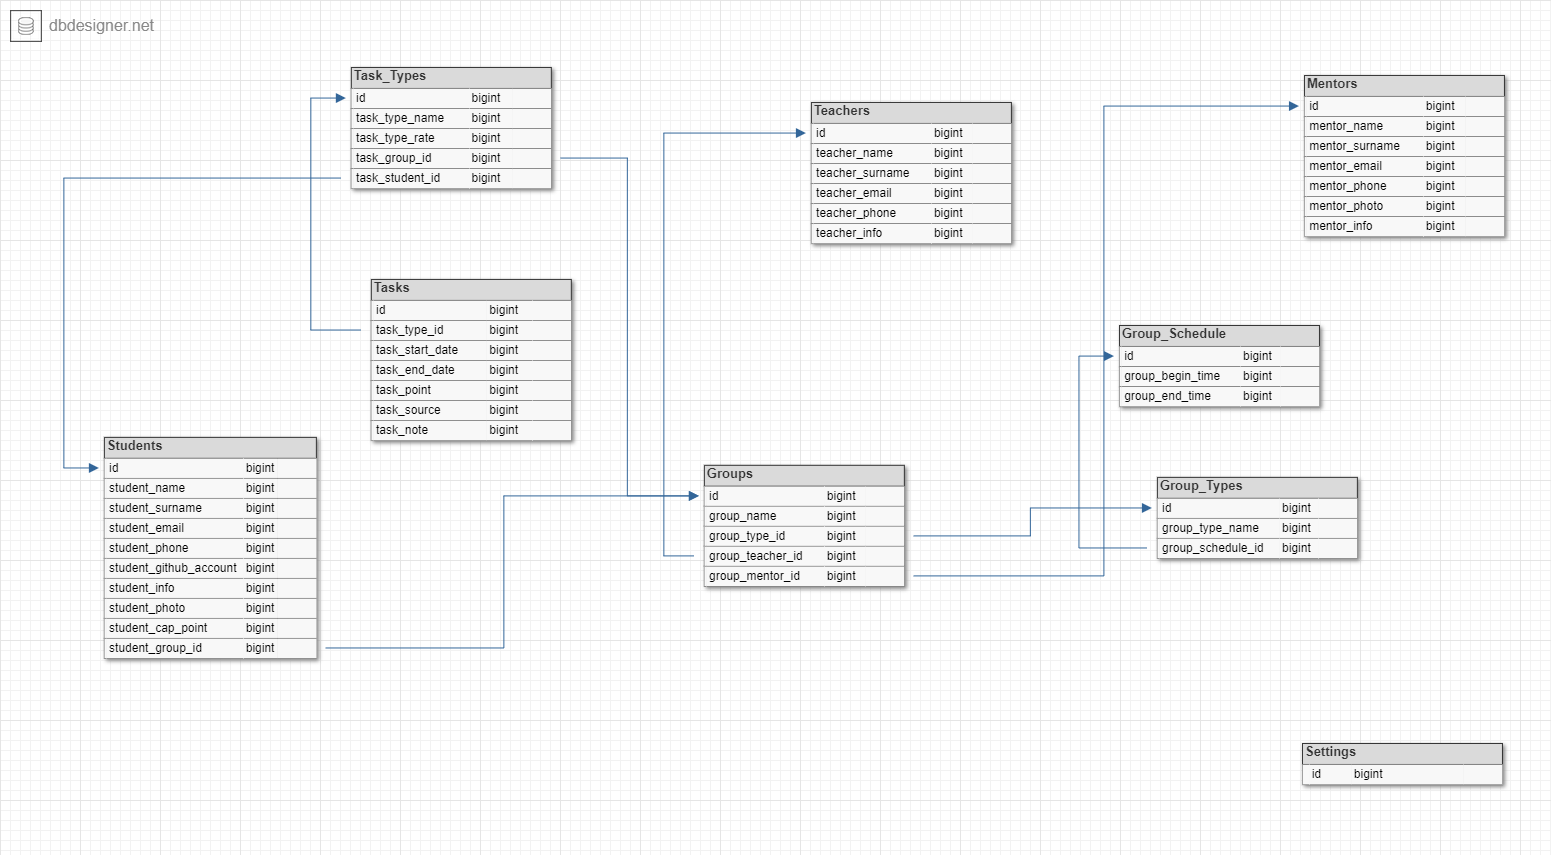 dbdesigner.net
Task_Types
id bigint
task_type_name bigint
task_type_rate bigint
task_group_id bigint
task_student_id bigint
Teachers
id bigint
teacher_name bigint
teacher_surname bigint
teacher_email bigint
teacher_phone bigint
teacher_info bigint
Mentors
id bigint
mentor_name bigint
mentor_surname bigint
mentor_email bigint
mentor_phone bigint
mentor_photo bigint
mentor_info bigint
Tasks
id bigint
task_type_id bigint
task_start_date bigint
task_end_date bigint
task_point bigint
task_source bigint
task_note bigint
Group_Schedule
id bigint
group_begin_time bigint
group_end_time bigint
Students
id bigint
student_name bigint
student_surname bigint
student_email bigint
student_phone bigint
student_github_account bigint
student_info bigint
student_photo bigint
student_cap_point bigint
student_group_id bigint
Groups
id bigint
group_name bigint
group_type_id bigint
group_teacher_id bigint
group_mentor_id bigint
Group_Types
id bigint
group_type_name bigint
group_schedule_id bigint
Settings
id bigint